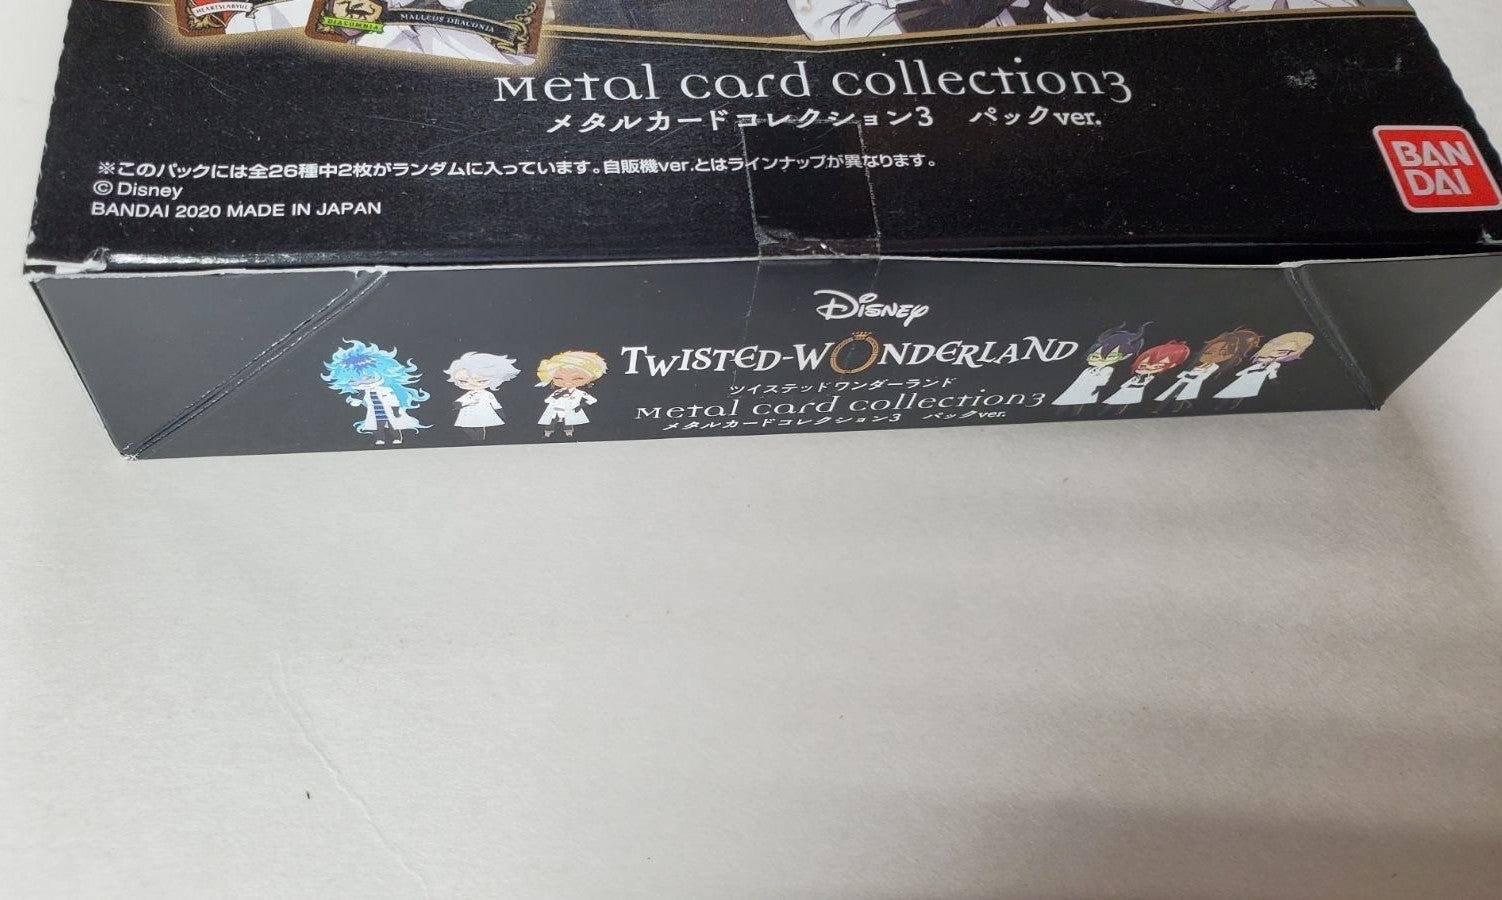 HEARTSLABYUL
DIASOMNIA
MALLEUS DRACONIA
Metal card collection3
メタルカードコレクション3 パックver.
※このパックには全26種中2枚がランダムに入っています。自販機ver.とはラインナップが異なります。
©Disney
BANDAI 2020 MADE IN JAPAN
BAN
DAI
Disney
TWISTED-WONDERLAND
ツイステッドワンダーランド
Metal card collection3
メタルカードコレクション3 パックver.